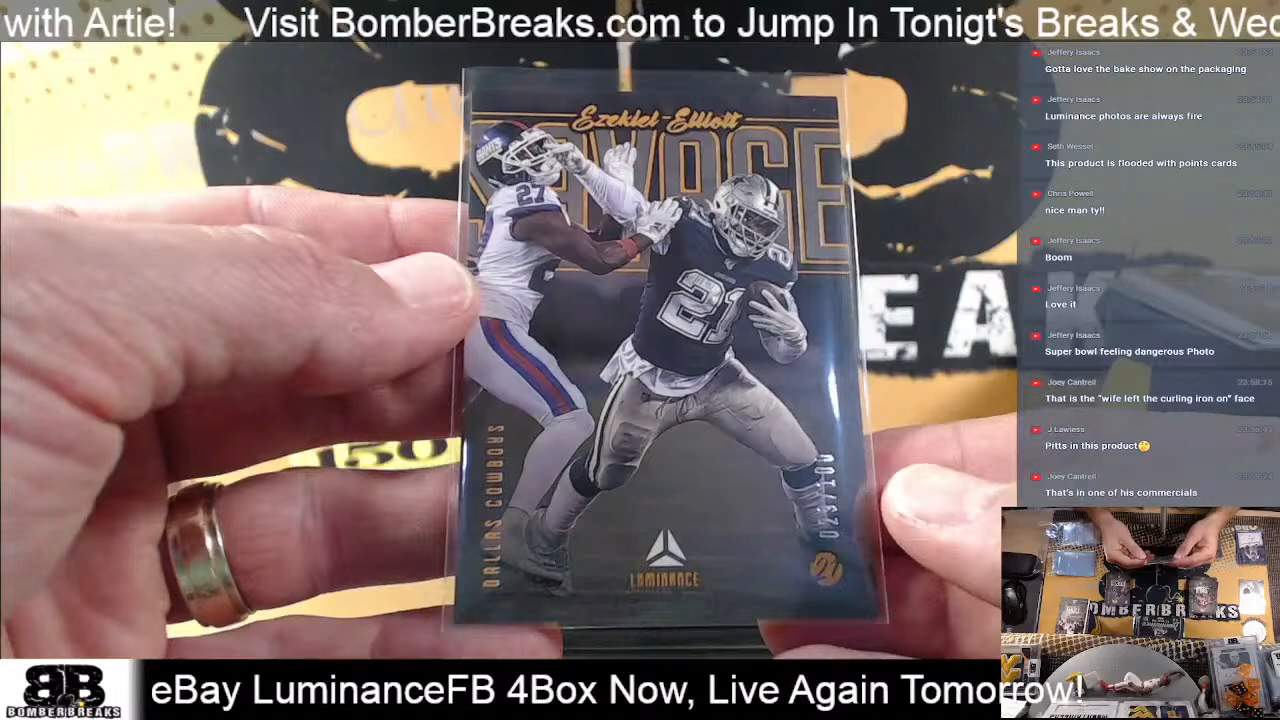 with Artie! Visit BomberBreaks.com to Jump In Tonigt's Breaks & Wed
Ezekiel Elliott
SAVAGE
27
21
DALLAS COWBOYS
LUMINANCE
EA
150
Jeffery Isaacs
Gotta love the bake show on the packaging
Jeffery Isaacs
Luminance photos are always fire
Seth Wessel
This product is flooded with points cards
Chris Powell
nice man ty!!
Jeffery Isaacs
Boom
Jeffery Isaacs
Love it
Jeffery Isaacs
Super bowl feeling dangerous Photo
Joey Cantrell
That is the "wife left the curling iron on" face
J Lawless
Pitts in this product🤔
Joey Cantrell
That's in one of his commercials
BB
BOMBERBREAKS
eBay LuminanceFB 4Box Now, Live Again Tomorrow!